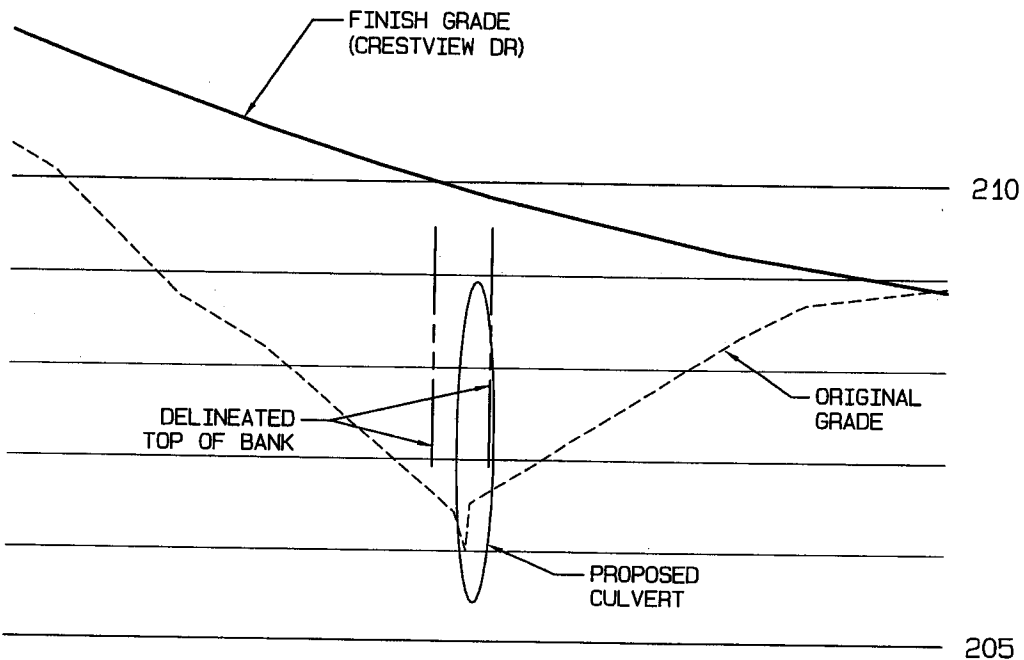 FINISH GRADE
(CRESTVIEW DR)
210
DELINEATED
TOP OF BANK
ORIGINAL
GRADE
PROPOSED
CULVERT
205